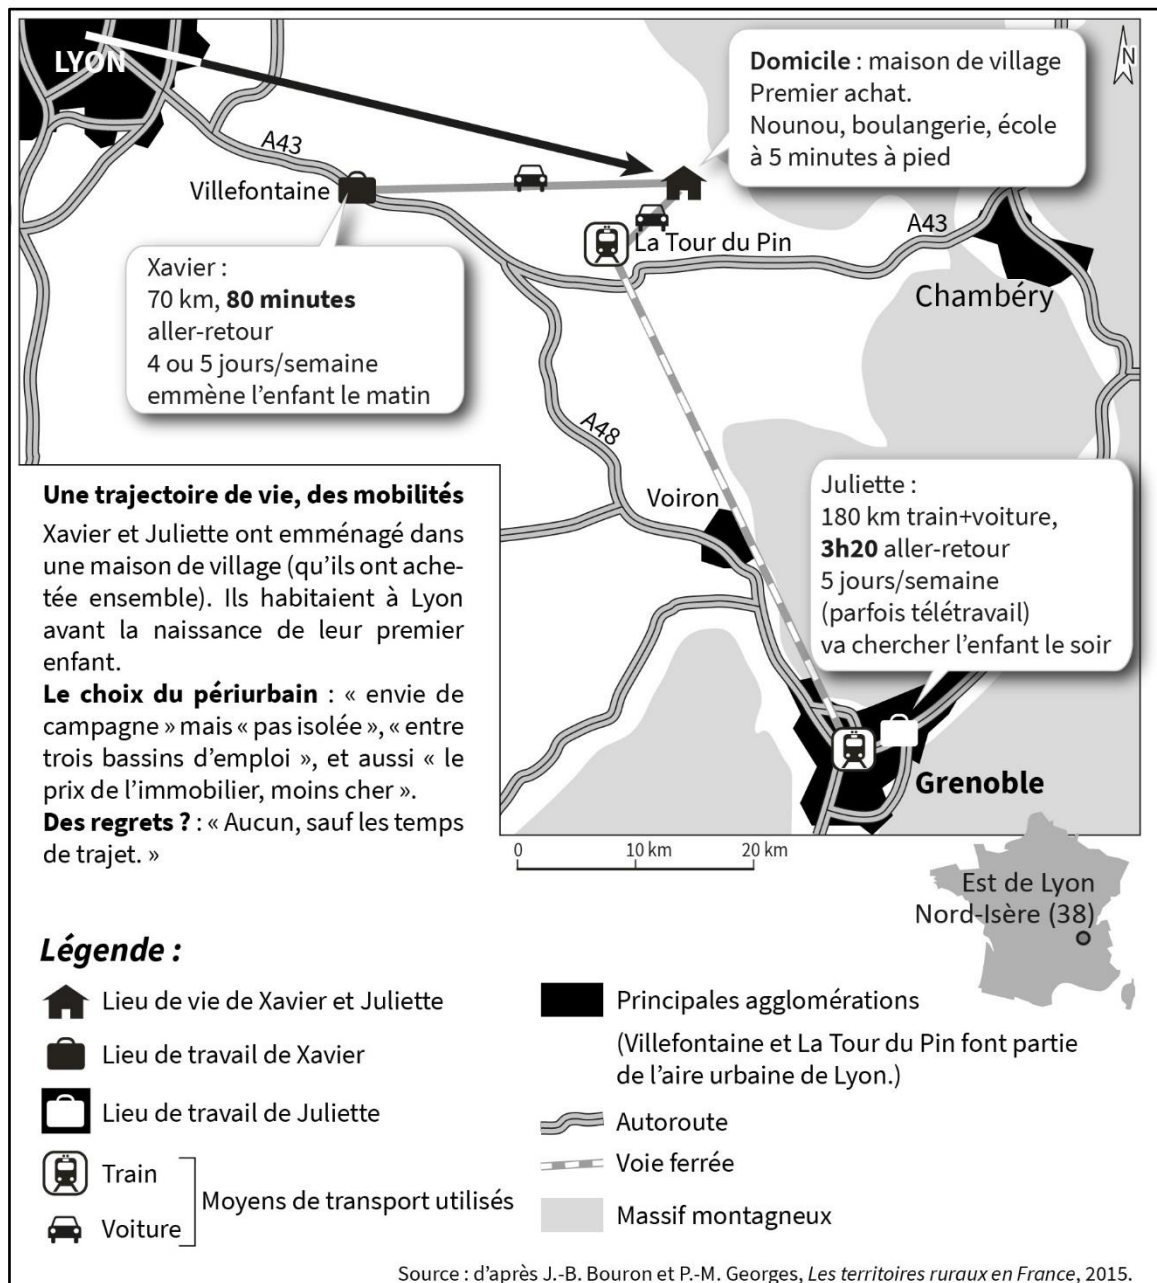 LYON
Domicile : maison de village
Premier achat.
Nounou, boulangerie, école
à 5 minutes à pied
N
A43
Villefontaine
La Tour du Pin
A43
Chambéry
Xavier :
70 km, 80 minutes
aller-retour
4 ou 5 jours/semaine
emmène l'enfant le matin
A48
Voiron
Juliette :
180 km train+voiture,
3h20 aller-retour
5 jours/semaine
(parfois télétravail)
va chercher l'enfant le soir
Grenoble
Une trajectoire de vie, des mobilités
Xavier et Juliette ont emménagé dans
une maison de village (qu'ils ont ache-
tée ensemble). Ils habitaient à Lyon
avant la naissance de leur premier
enfant.
Le choix du périurbain : « envie de
campagne » mais « pas isolée », « entre
trois bassins d'emploi », et aussi « le
prix de l'immobilier, moins cher ».
Des regrets ? : « Aucun, sauf les temps
de trajet. »
0 10 km 20 km
Est de Lyon
Nord-Isère (38)
Légende :
Lieu de vie de Xavier et Juliette
Lieu de travail de Xavier
Lieu de travail de Juliette
Train
Voiture
Moyens de transport utilisés
Principales agglomérations
(Villefontaine et La Tour du Pin font partie
de l'aire urbaine de Lyon.)
Autoroute
Voie ferrée
Massif montagneux
Source : d'après J.-B. Bouron et P.-M. Georges, Les territoires ruraux en France, 2015.